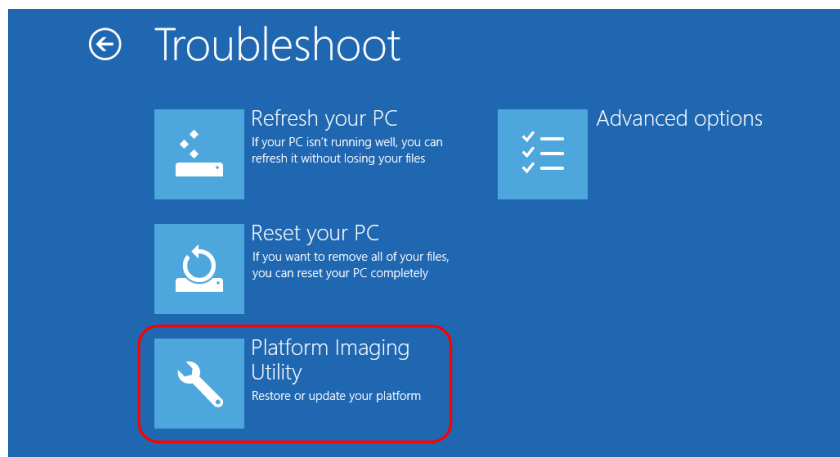 Troubleshoot
Refresh your PC
If your PC isn't running well, you can
refresh it without losing your files
Advanced options
Reset your PC
If you want to remove all of your files,
you can reset your PC completely
Platform Imaging
Utility
Restore or update your platform